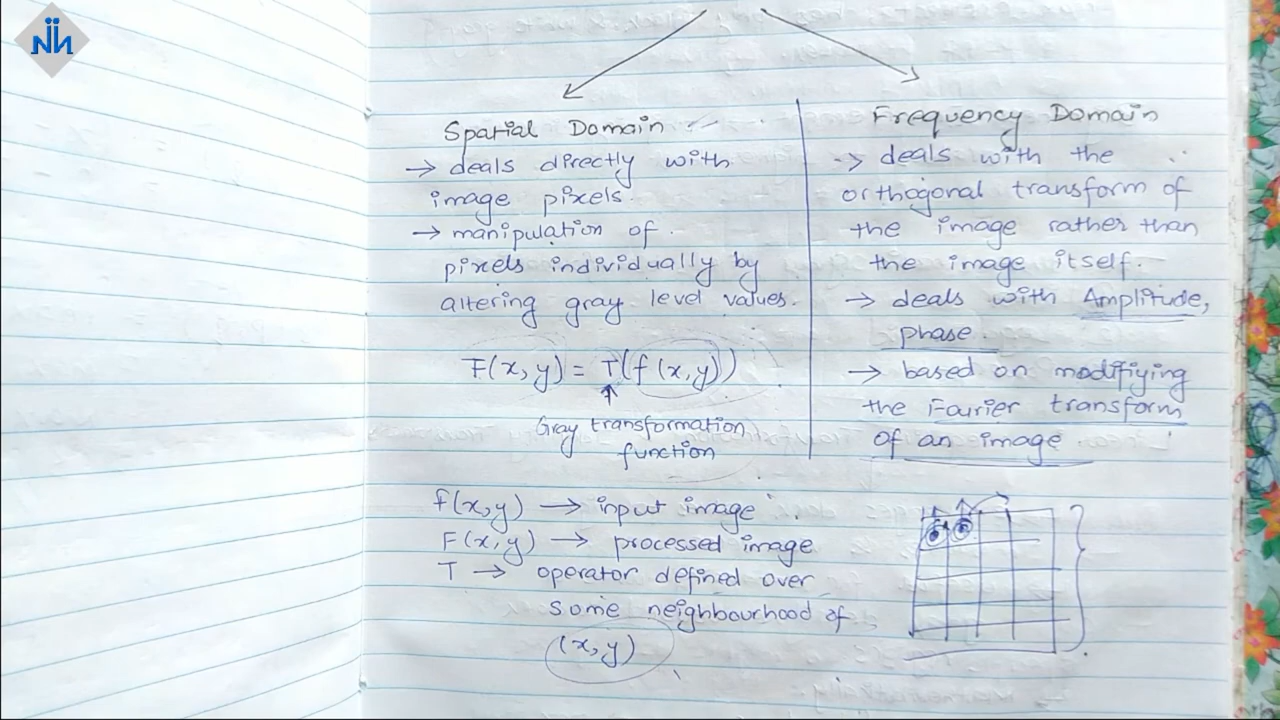 NIN
Spatial Domain
→ deals directly with
image pixels.
→ manipulation of
pixels individually by
altering gray level values.
F(x, y) = T(f(x,y))
Gray transformation
function
Frequency Domain
-> deals with the
orthogonal transform of
the image rather than
the image itself.
→ deals with Amplitude,
phase.
→ based on modifiying
the Fourier transform
of an image
f(x,y) → input image
F(x,y) → processed image
T → operator defined over
some neighbourhood of
(x,y)